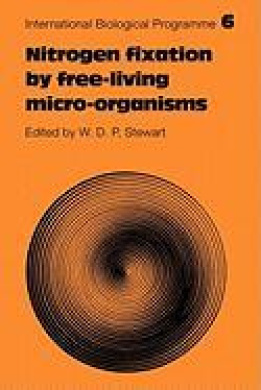 International Biological Programme 6
Nitrogen fixation
by free-living
micro-organisms
Edited by W. D. P. Stewart